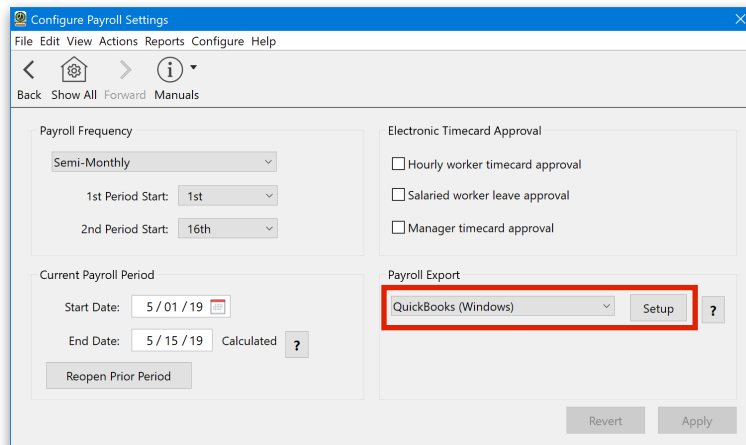 Configure Payroll Settings
File Edit View Actions Reports Configure Help
Back Show All Forward Manuals
Payroll Frequency
Semi-Monthly
1st Period Start: 1st
2nd Period Start: 16th
Electronic Timecard Approval
Hourly worker timecard approval
Salaried worker leave approval
Manager timecard approval
Current Payroll Period
Start Date: 5 / 01 / 19
End Date: 5 / 15 / 19 Calculated ?
Reopen Prior Period
Payroll Export
QuickBooks (Windows) Setup ?
Revert Apply